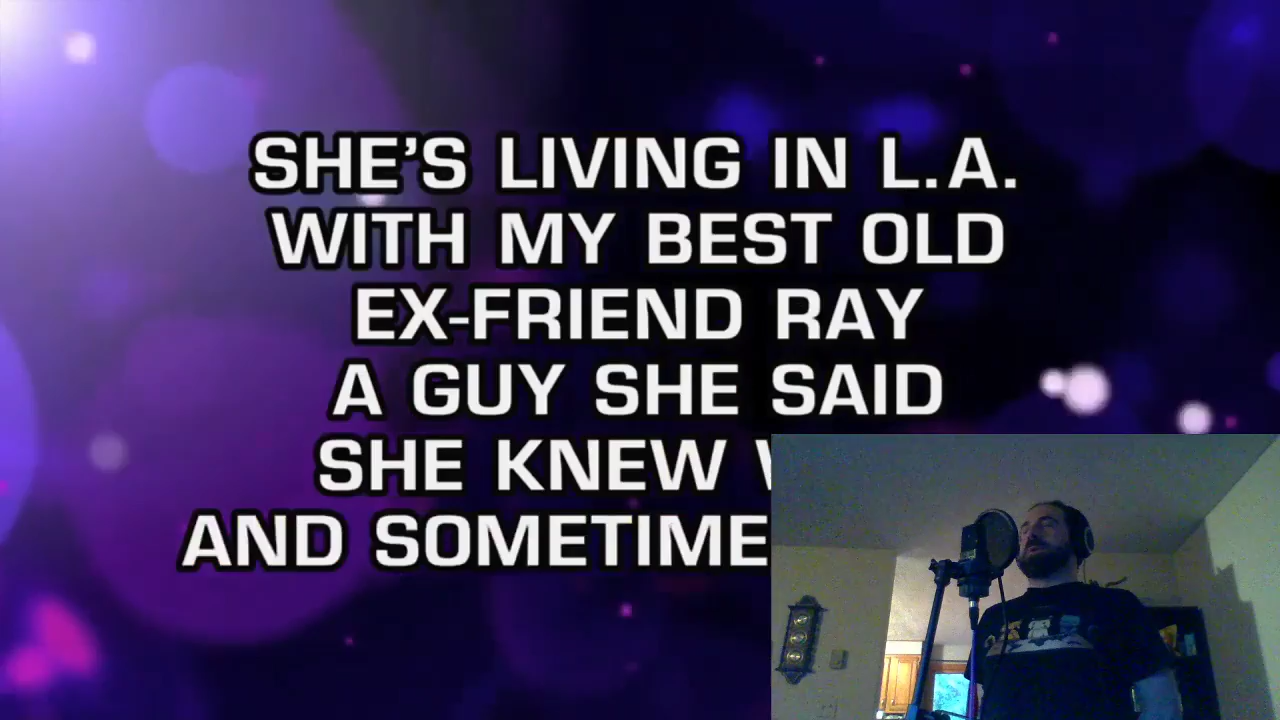 SHE'S LIVING IN L.A.
WITH MY BEST OLD
EX-FRIEND RAY
A GUY SHE SAID
SHE KNEW
AND SOMETIME